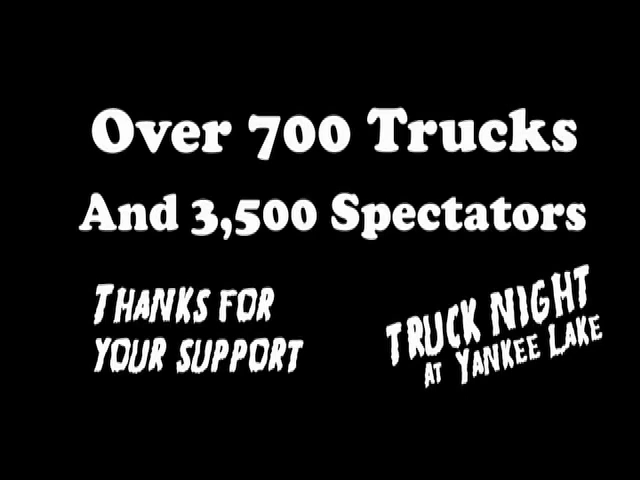 Over 700 Trucks
And 3,500 Spectators
THANKS FOR
YOUR SUPPORT
TRUCK NIGHT
AT YANKEE LAKE